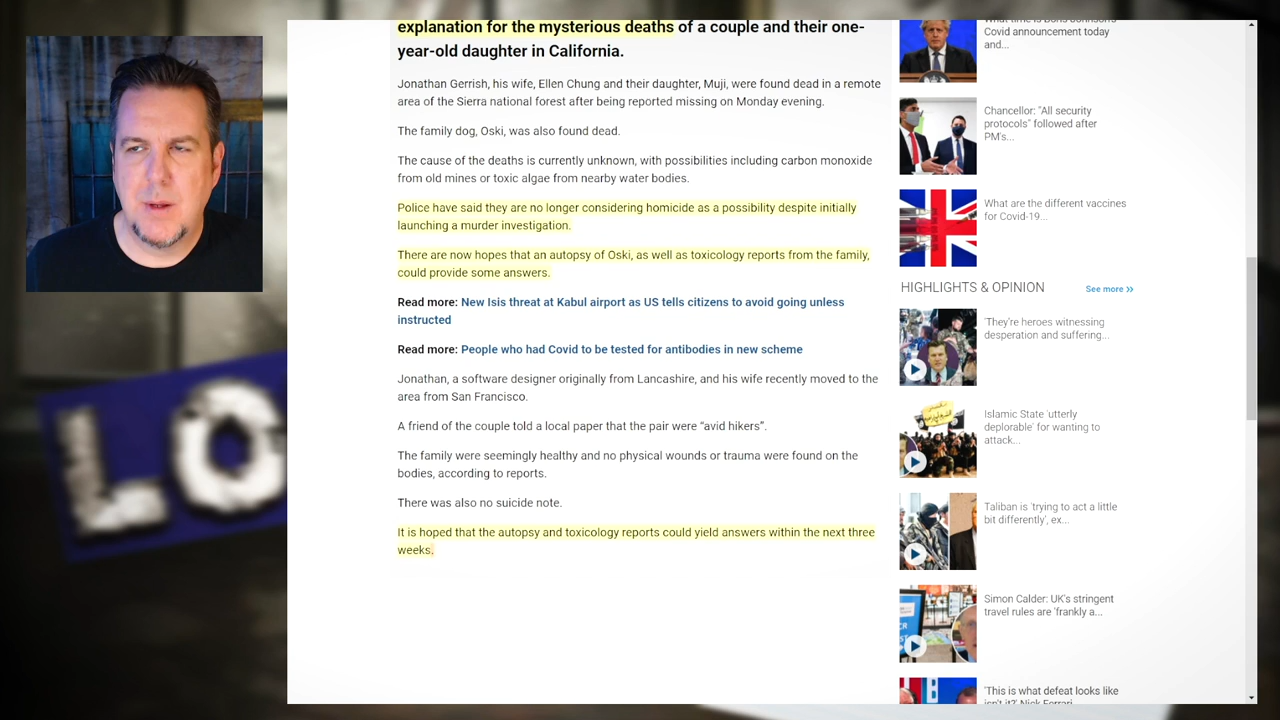 explanation for the mysterious deaths of a couple and their one-
year-old daughter in California.
Jonathan Gerrish, his wife, Ellen Chung and their daughter, Muji, were found dead in a remote
area of the Sierra national forest after being reported missing on Monday evening.
The family dog, Oski, was also found dead.
The cause of the deaths is currently unknown, with possibilities including carbon monoxide
from old mines or toxic algae from nearby water bodies.
Police have said they are no longer considering homicide as a possibility despite initially
launching a murder investigation.
There are now hopes that an autopsy of Oski, as well as toxicology reports from the family,
could provide some answers.
Read more: New Isis threat at Kabul airport as US tells citizens to avoid going unless
instructed
Read more: People who had Covid to be tested for antibodies in new scheme
Jonathan, a software designer originally from Lancashire, and his wife recently moved to the
area from San Francisco.
A friend of the couple told a local paper that the pair were “avid hikers”.
The family were seemingly healthy and no physical wounds or trauma were found on the
bodies, according to reports.
There was also no suicide note.
It is hoped that the autopsy and toxicology reports could yield answers within the next three
weeks.
What time is Boris Johnson's
Covid announcement today
and...
Chancellor: "All security
protocols" followed after
PM's...
What are the different vaccines
for Covid-19...
HIGHLIGHTS & OPINION
See more »
'They're heroes witnessing
desperation and suffering...
Islamic State 'utterly
deplorable' for wanting to
attack...
Taliban is 'trying to act a little
bit differently', ex...
Simon Calder: UK's stringent
travel rules are 'frankly a...
'This is what defeat looks like
isn't it?' Nick Ferrari